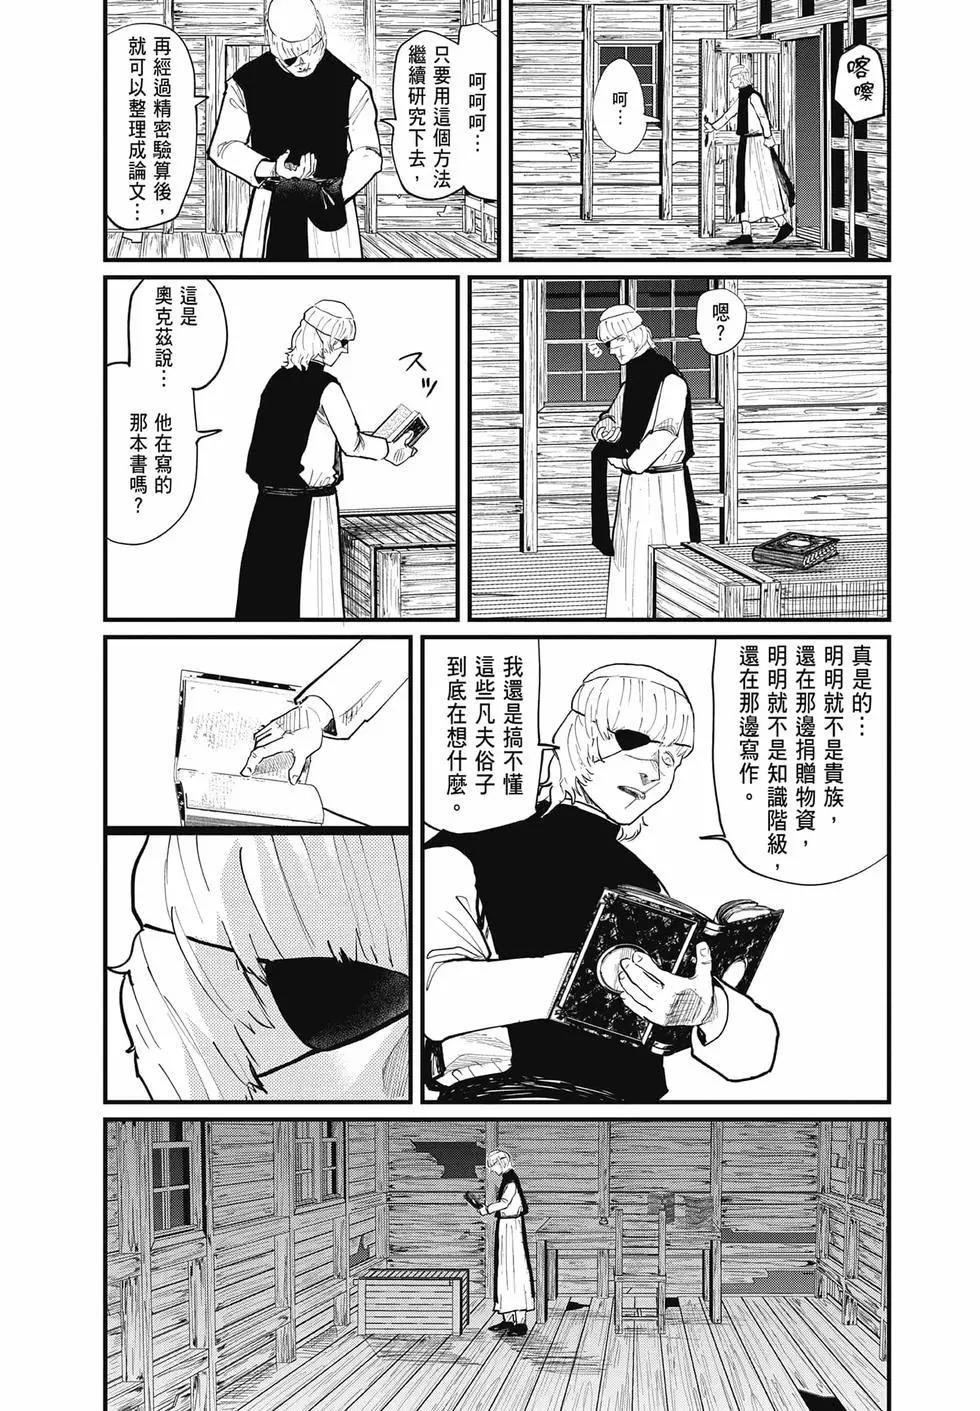 喀嚓
呵…
呵呵呵…
只要用這個方法
繼續研究下去，
再經過精密驗算後，
就可以整理成論文…
嗯？
スッ
這是
奧克茲說…
他在寫的
那本書嗎？
真是的…
明明就不是貴族，
還在那邊捐贈物資，
明明就不是知識階級，
還在那邊寫作。
我還是搞不懂
這些凡夫俗子
到底在想什麼。